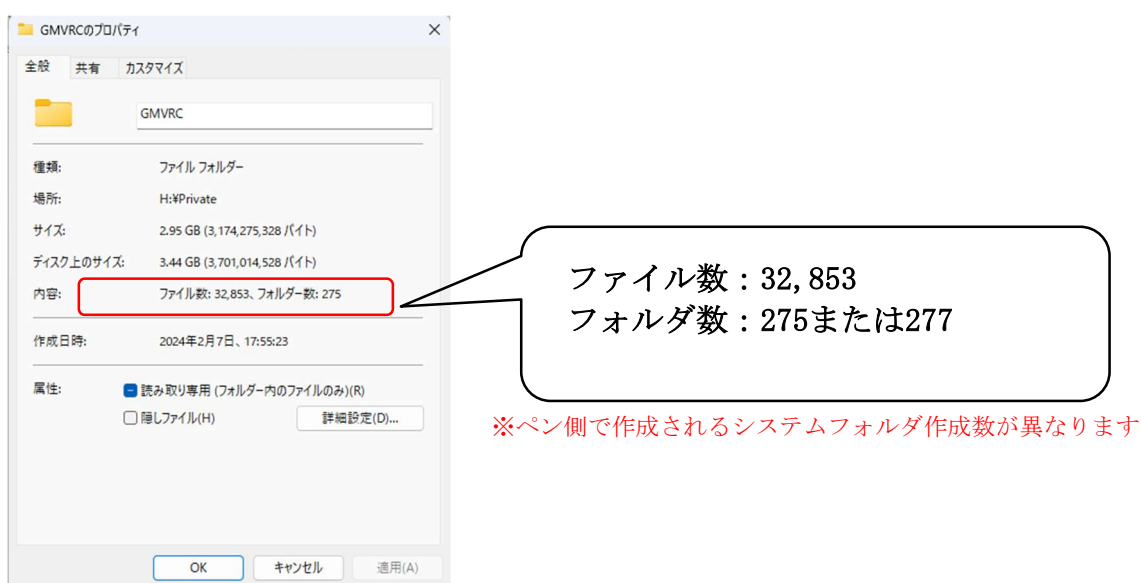 GMVRCのプロパティ
全般 共有 カスタマイズ
GMVRC
種類: ファイル フォルダー
場所: H:¥Private
サイズ: 2.95 GB (3,174,275,328 バイト)
ディスク上のサイズ: 3.44 GB (3,701,014,528 バイト)
内容: ファイル数: 32,853、フォルダー数: 275
作成日時: 2024年2月7日、17:55:23
属性: 読み取り専用 (フォルダー内のファイルのみ)(R)
隠しファイル(H) 詳細設定(D)...
OK キャンセル 適用(A)
ファイル数：32,853
フォルダ数：275または277
※ペン側で作成されるシステムフォルダ作成数が異なります